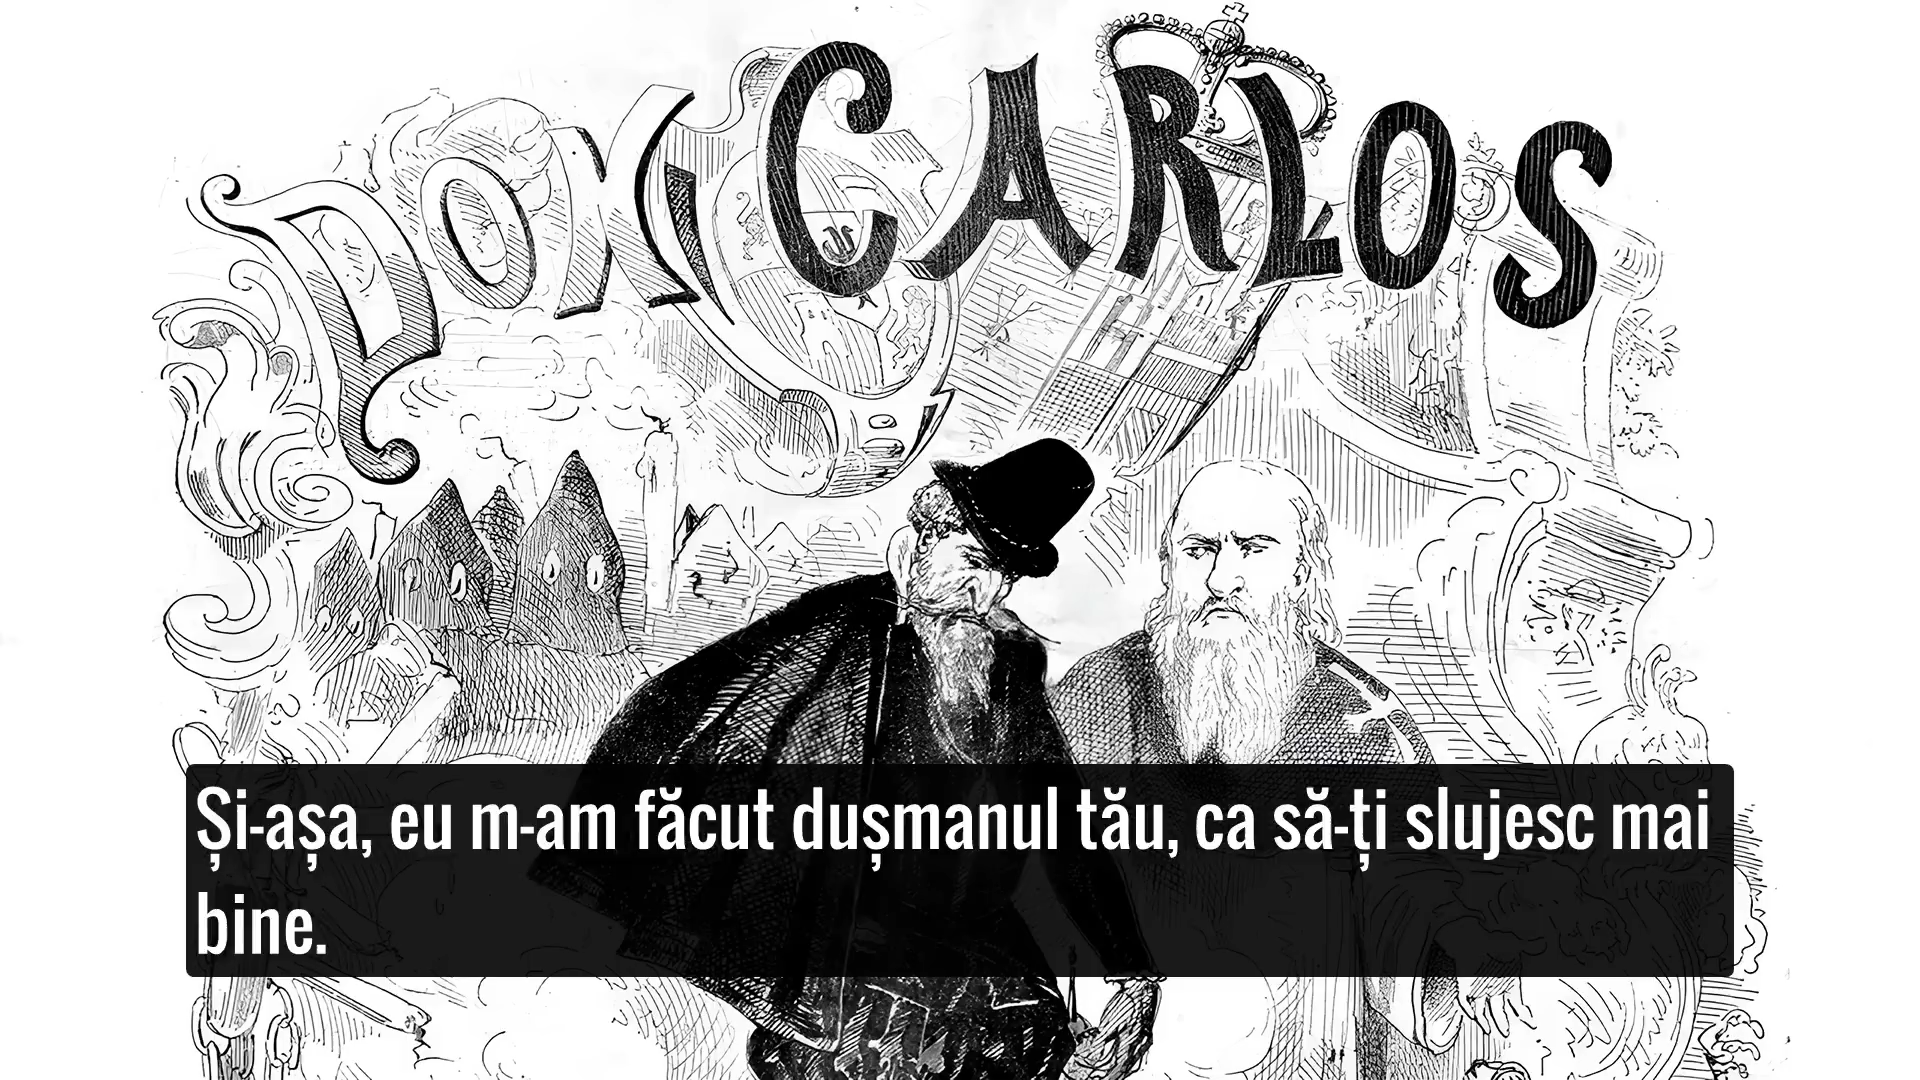 DON CARLOS
Și-așa, eu m-am făcut dușmanul tău, ca să-ți slujesc mai
bine.